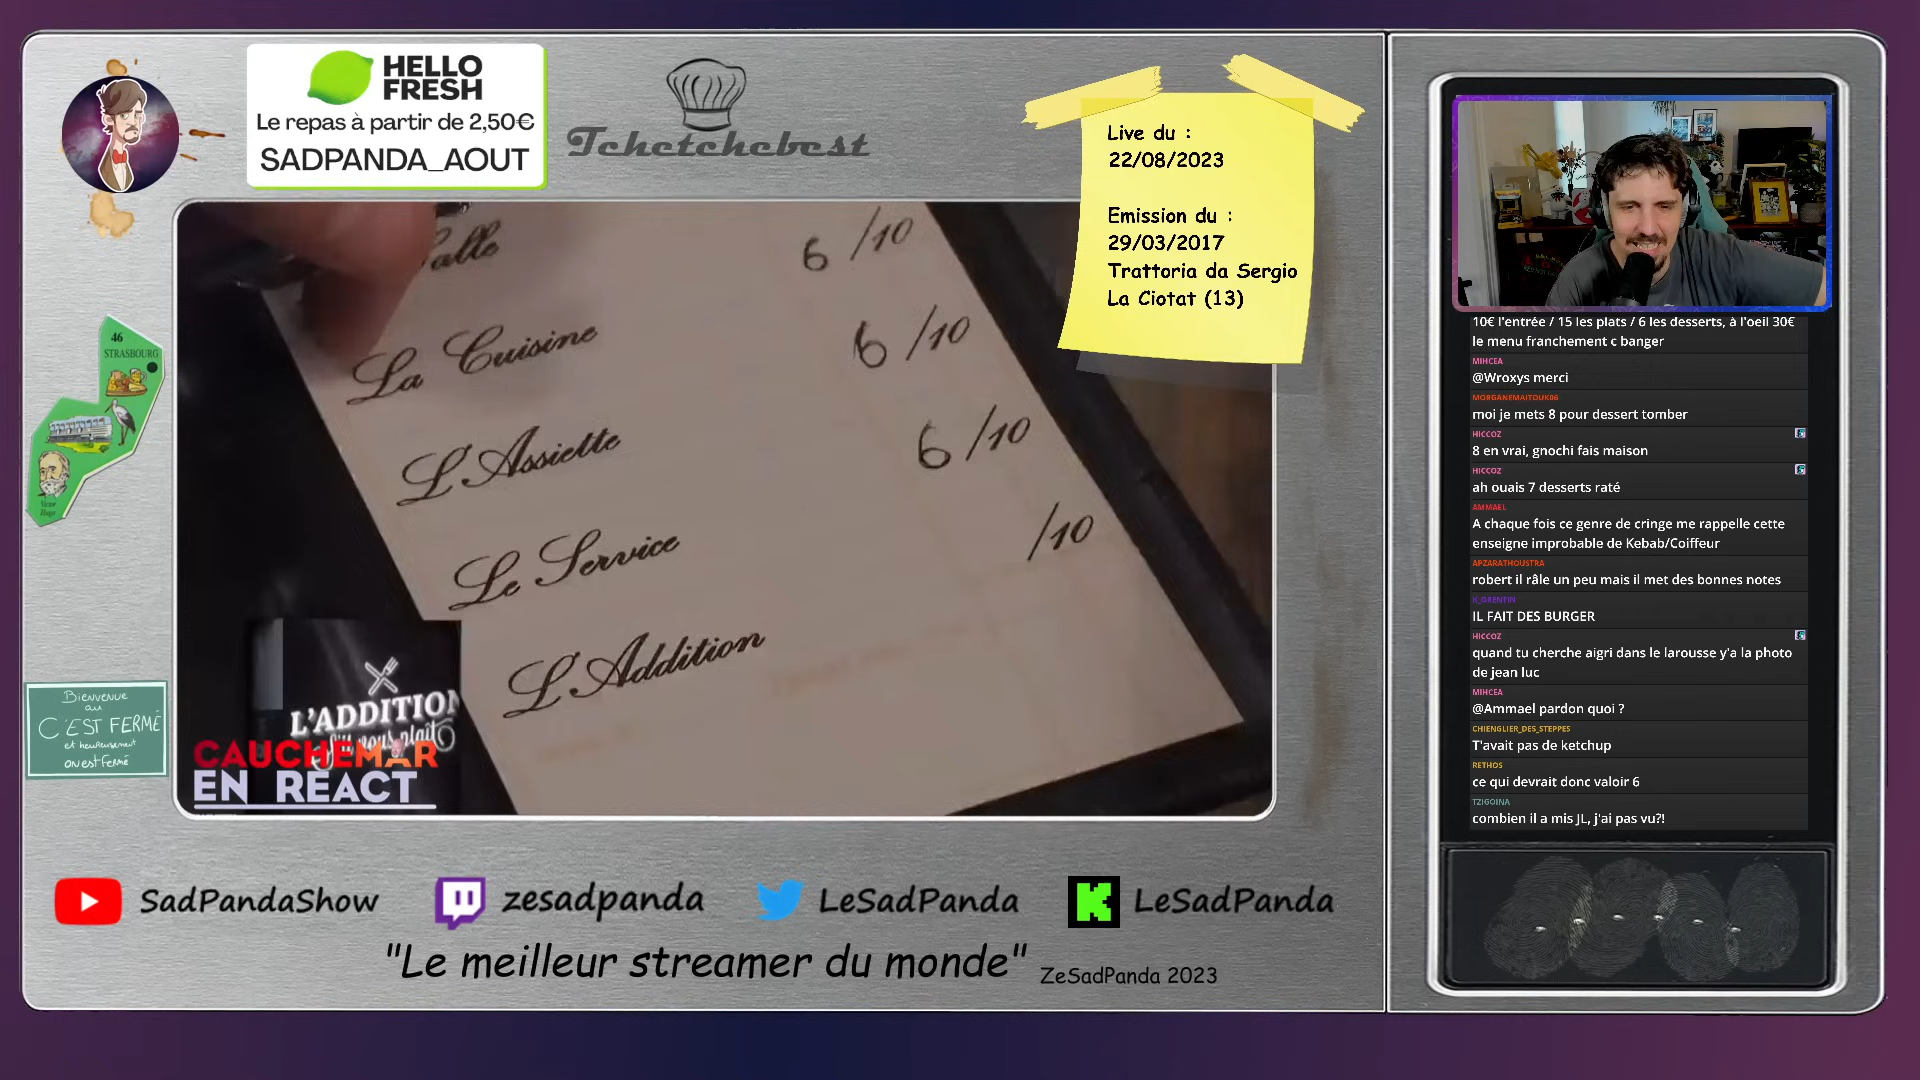 HELLO
FRESH
Le repas à partir de 2,50€
SADPANDA_AOUT
Tchetchebest
Live du :
22/08/2023
Emission du :
29/03/2017
Trattoria da Sergio
La Ciotat (13)
alle 6 /10
La Cuisine 6 /10
L'Assiette 6 /10
Le Service /10
L'Addition
L'ADDITION
s'il vous plaît
CAUCHEMAR
EN REACT
46
STRASBOURG
Victor
Hugo
Bienvenue
au
C'EST FERMÉ
et heureusement
on est fermé
10€ l'entrée / 15 les plats / 6 les desserts, à l'oeil 30€
le menu franchement c banger
MIHCEA
@Wroxys merci
MORGANEMAITOUK06
moi je mets 8 pour dessert tomber
HICCOZ
8 en vrai, gnochi fais maison
HICCOZ
ah ouais 7 desserts raté
AMMAEL
A chaque fois ce genre de cringe me rappelle cette
enseigne improbable de Kebab/Coiffeur
APZARATHOUSTRA
robert il râle un peu mais il met des bonnes notes
K_ORENTIN
IL FAIT DES BURGER
HICCOZ
quand tu cherche aigri dans le larousse y'a la photo
de jean luc
MIHCEA
@Ammael pardon quoi ?
CHIENGLIER_DES_STEPPES
T'avait pas de ketchup
RETHOS
ce qui devrait donc valoir 6
TZIGOINA
combien il a mis JL, j'ai pas vu?!
SadPandaShow
zesadpanda
LeSadPanda
LeSadPanda
"Le meilleur streamer du monde"
ZeSadPanda 2023